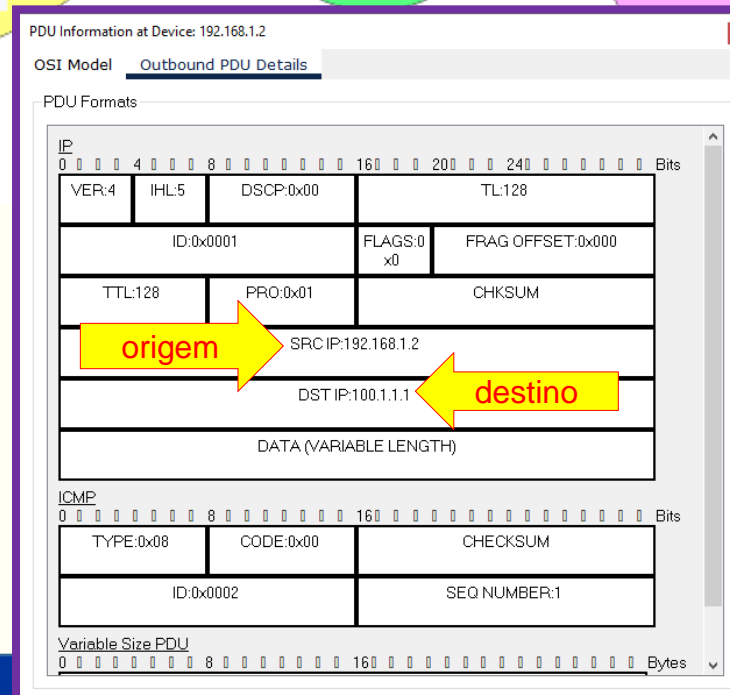 PDU Information at Device: 192.168.1.2
OSI Model Outbound PDU Details
PDU Formats
IP
0 4 8 16 20 24 Bits
VER:4 IHL:5 DSCP:0x00 TL:128
ID:0x0001 FLAGS:0x0 FRAG OFFSET:0x000
TTL:128 PRO:0x01 CHKSUM
origem SRC IP:192.168.1.2
DST IP:100.1.1.1 destino
DATA (VARIABLE LENGTH)
ICMP
0 8 16 Bits
TYPE:0x08 CODE:0x00 CHECKSUM
ID:0x0002 SEQ NUMBER:1
Variable Size PDU
0 8 16 Bytes